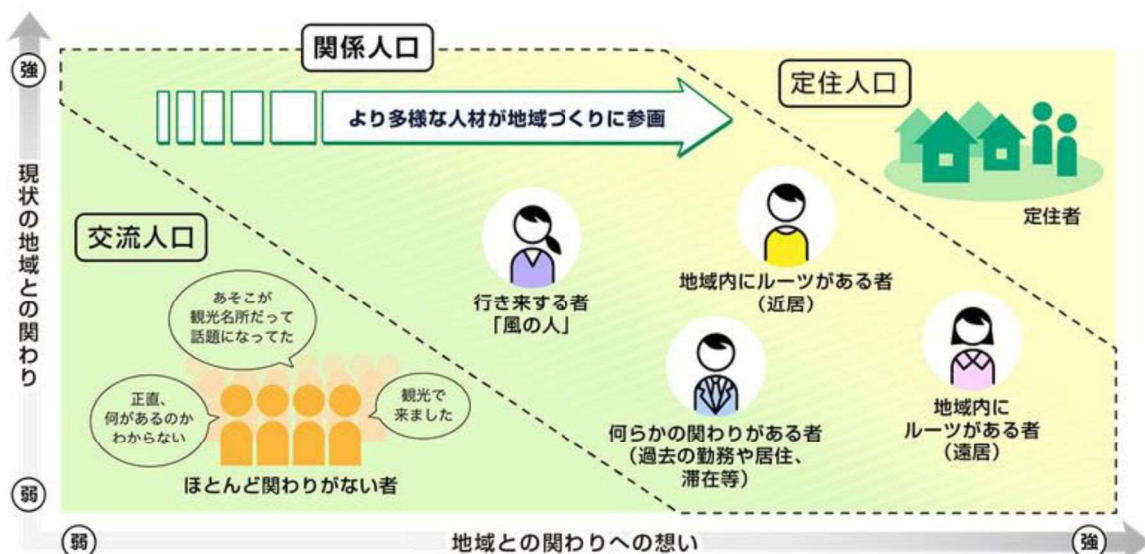 関係人口
強
定住人口
より多様な人材が地域づくりに参画
現状の地域との関わり
定住者
交流人口
地域内にルーツがある者
（近居）
行き来する者
「風の人」
あそこが
観光名所だって
話題になってた
正直、
何があるのか
わからない
観光で
来ました
ほとんど関わりがない者
何らかの関わりがある者
（過去の勤務や居住、
滞在等）
地域内に
ルーツがある者
（遠居）
弱
弱
地域との関わりへの想い
強